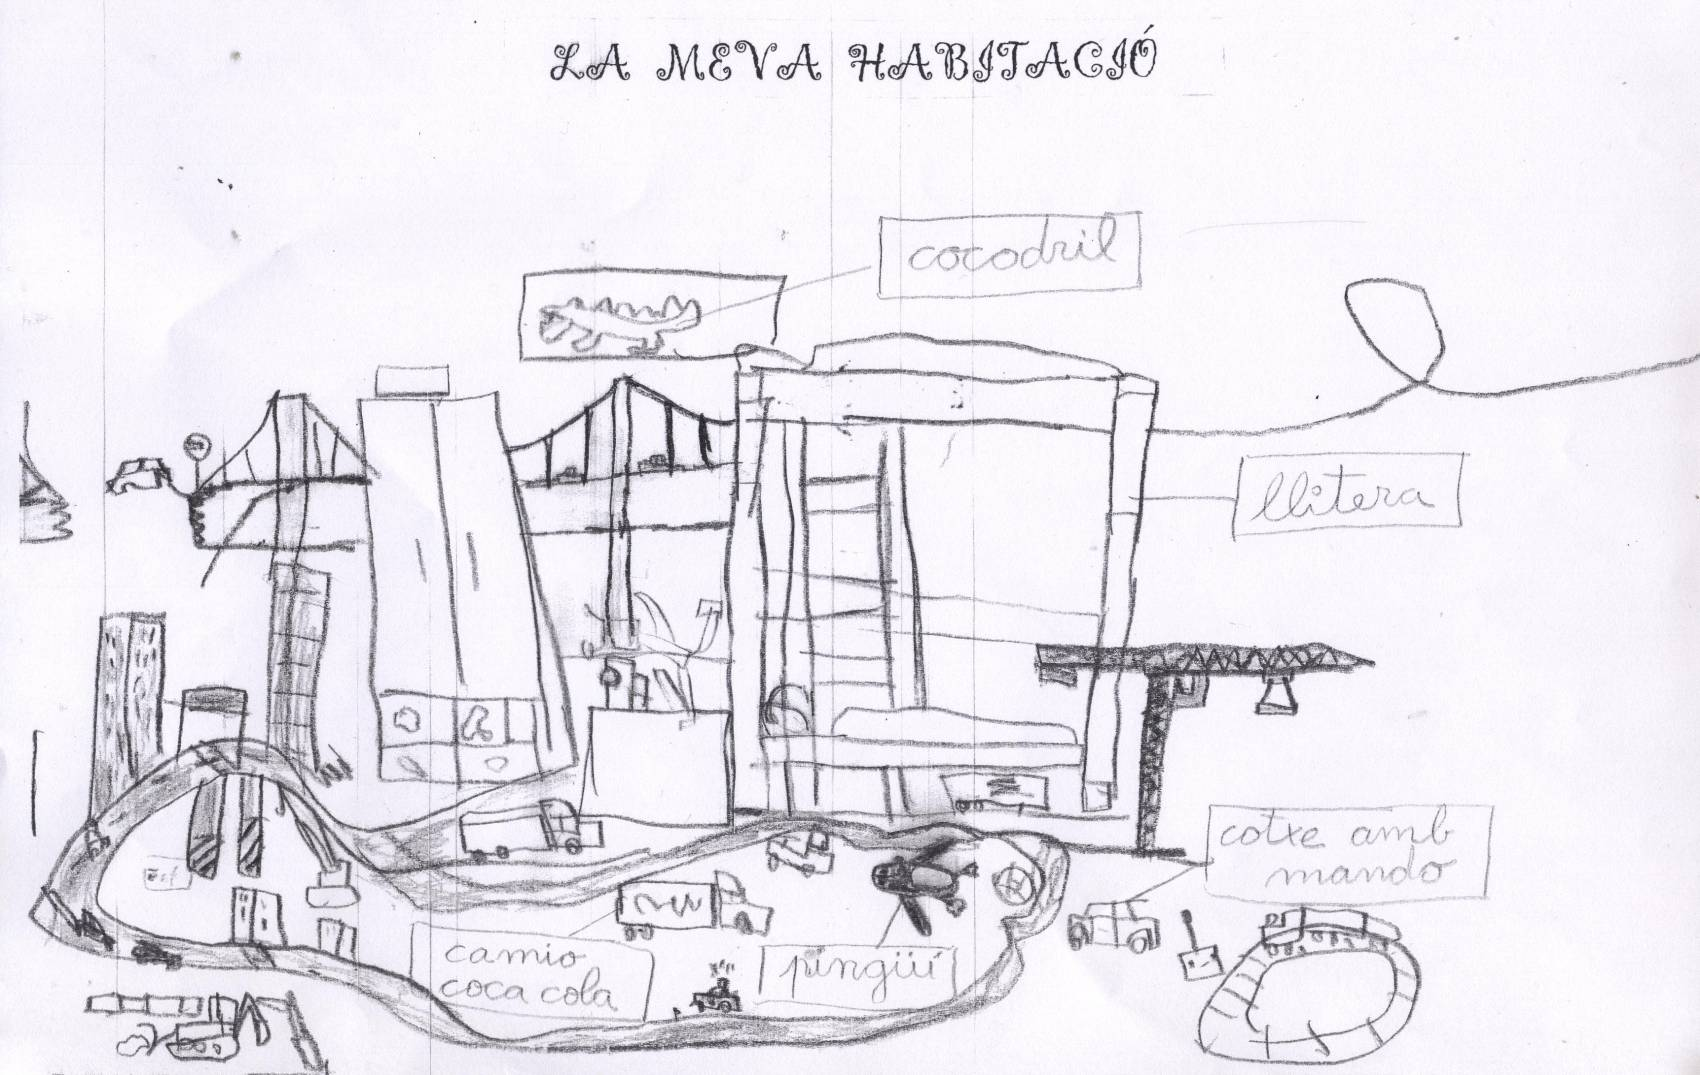 LA MEVA HABITACIÓ
cocodril
llitera
cotxe amb
mando
camio
coca cola
pingüí